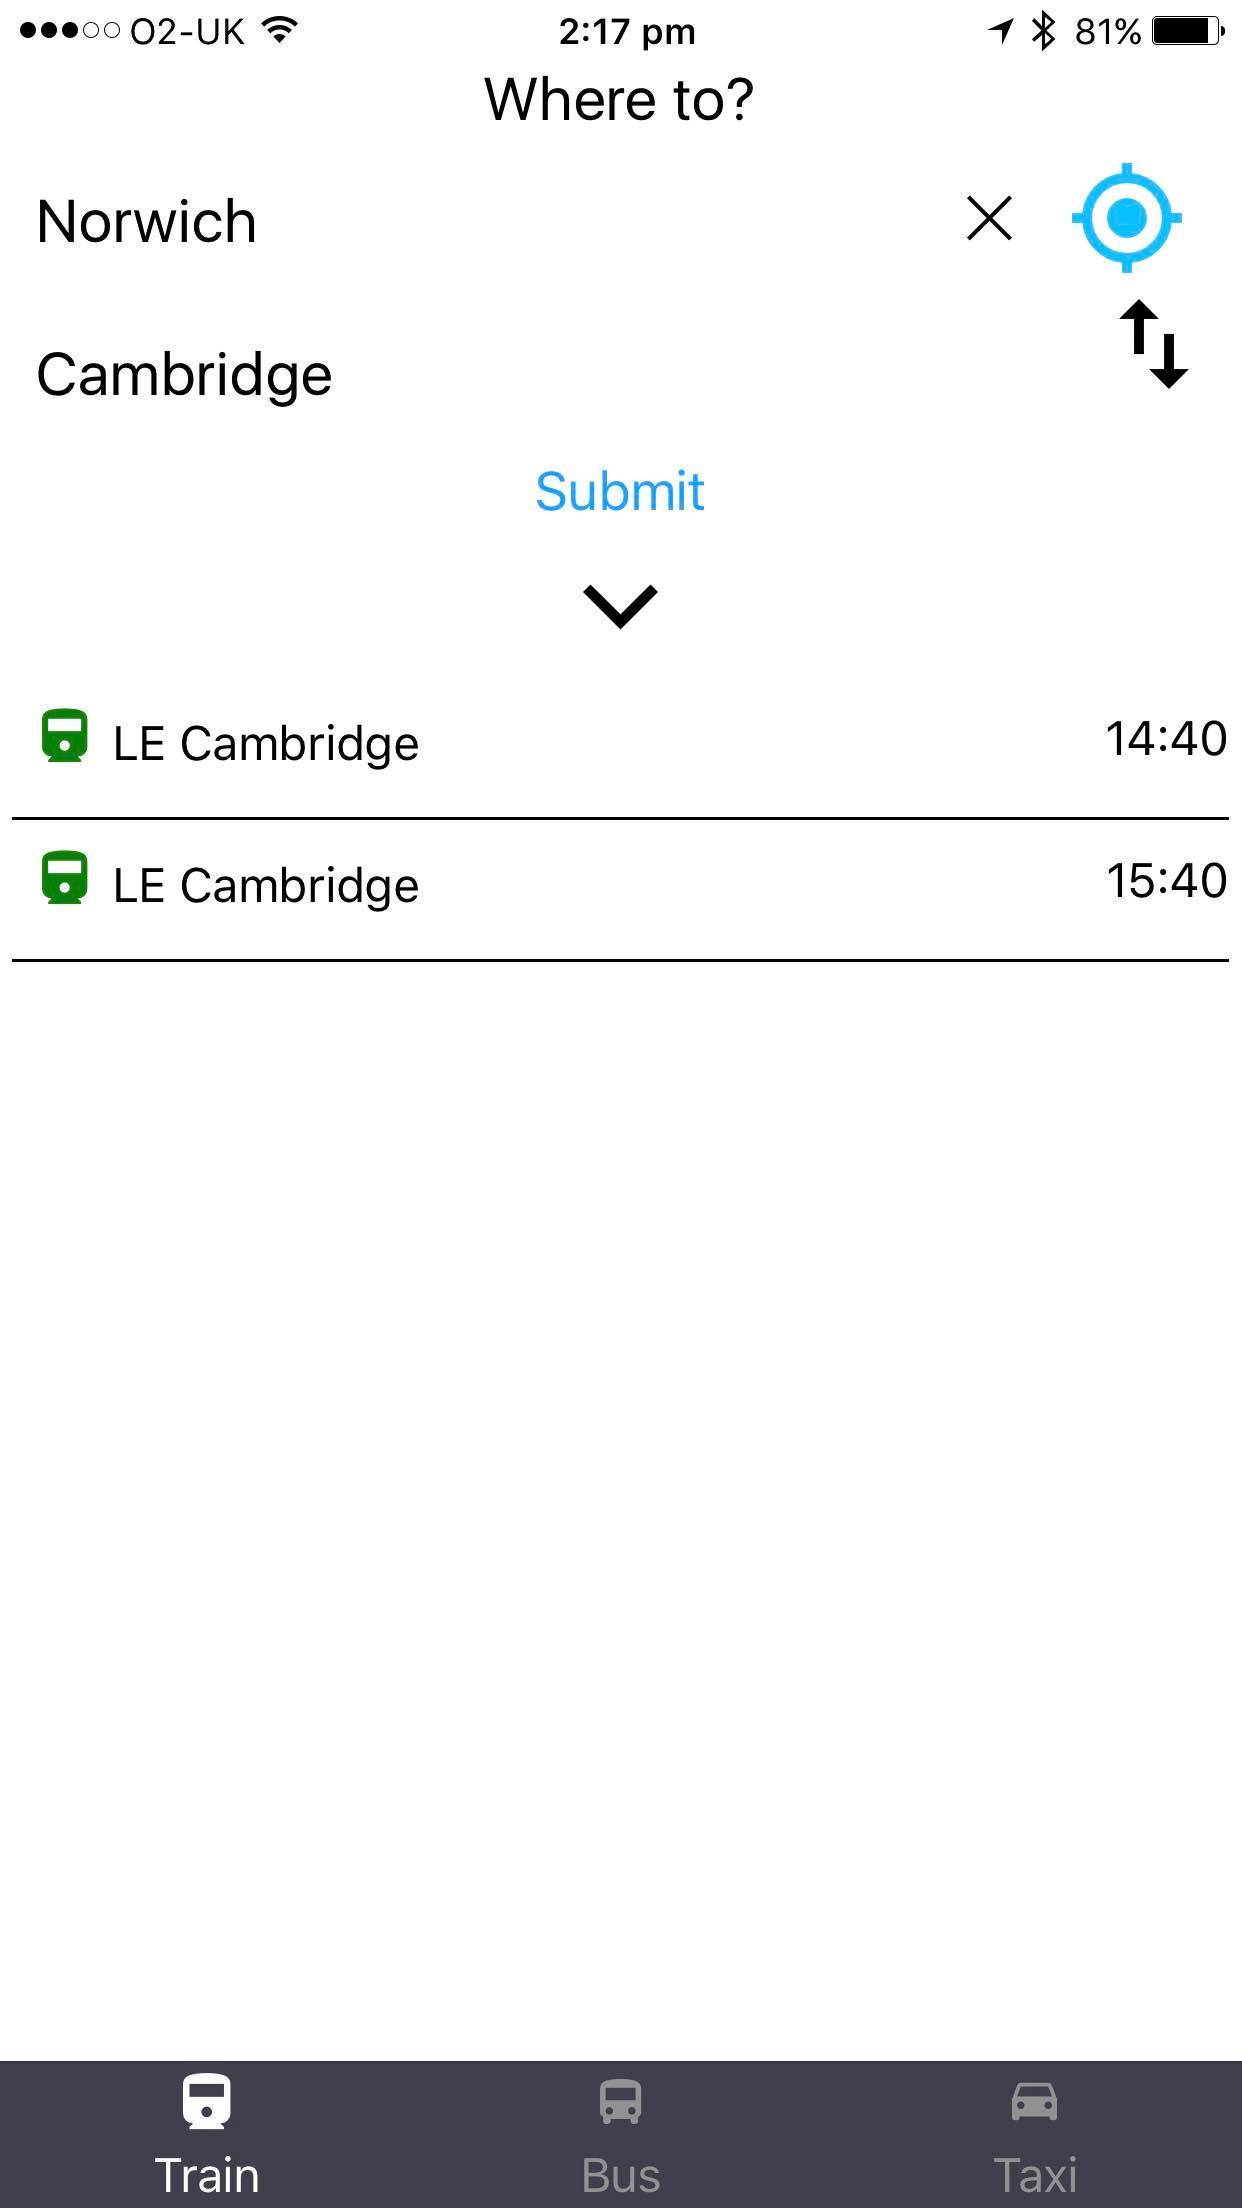 O2-UK 2:17 pm 81%
Where to?
Norwich
Cambridge
Submit
LE Cambridge 14:40
LE Cambridge 15:40
Train Bus Taxi